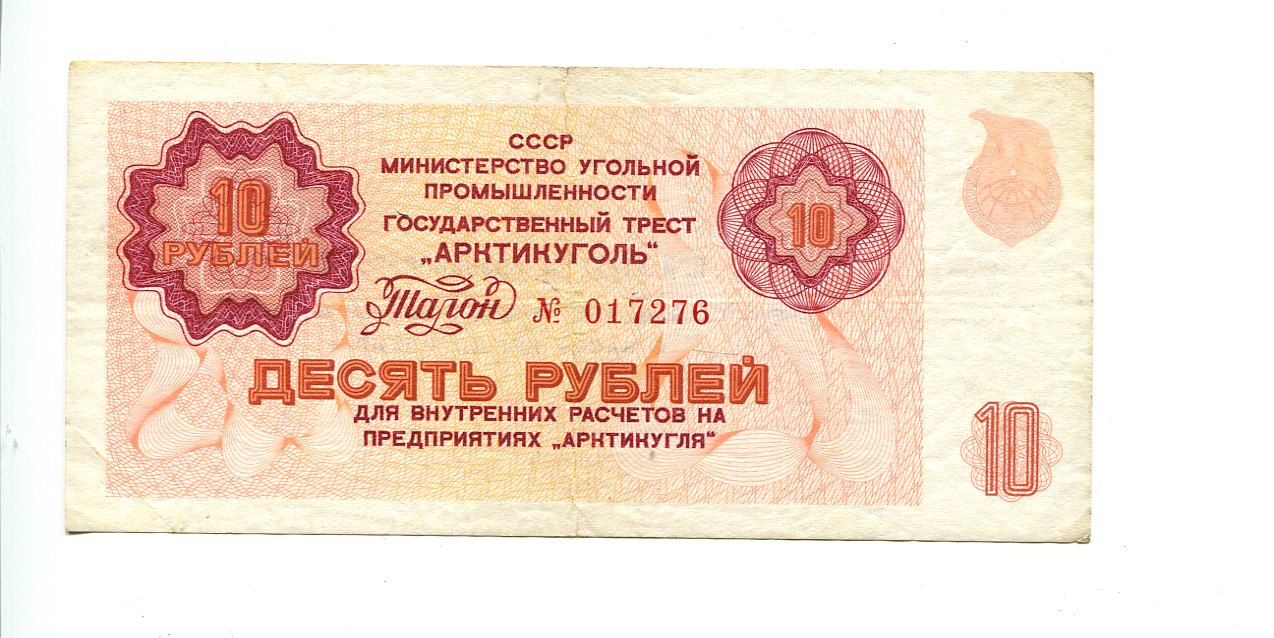 СССР
МИНИСТЕРСТВО УГОЛЬНОЙ
ПРОМЫШЛЕННОСТИ
ГОСУДАРСТВЕННЫЙ ТРЕСТ
„АРКТИКУГОЛЬ“
Талон № 017276
10
РУБЛЕЙ
10
ДЕСЯТЬ РУБЛЕЙ
ДЛЯ ВНУТРЕННИХ РАСЧЕТОВ НА
ПРЕДПРИЯТИЯХ „АРКТИКУГЛЯ“
10